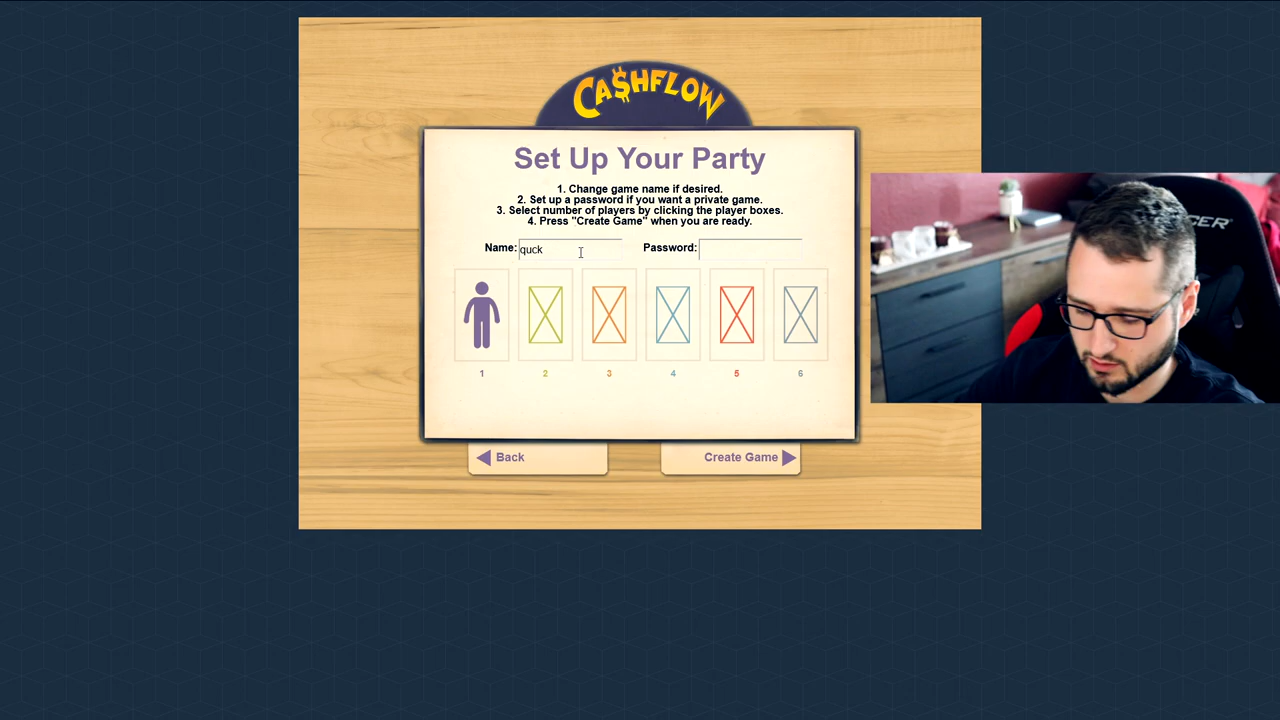 CA$HFLOW
Set Up Your Party
1. Change game name if desired.
2. Set up a password if you want a private game.
3. Select number of players by clicking the player boxes.
4. Press "Create Game" when you are ready.
Name: quck Password:
1 2 3 4 5 6
Back Create Game
CER